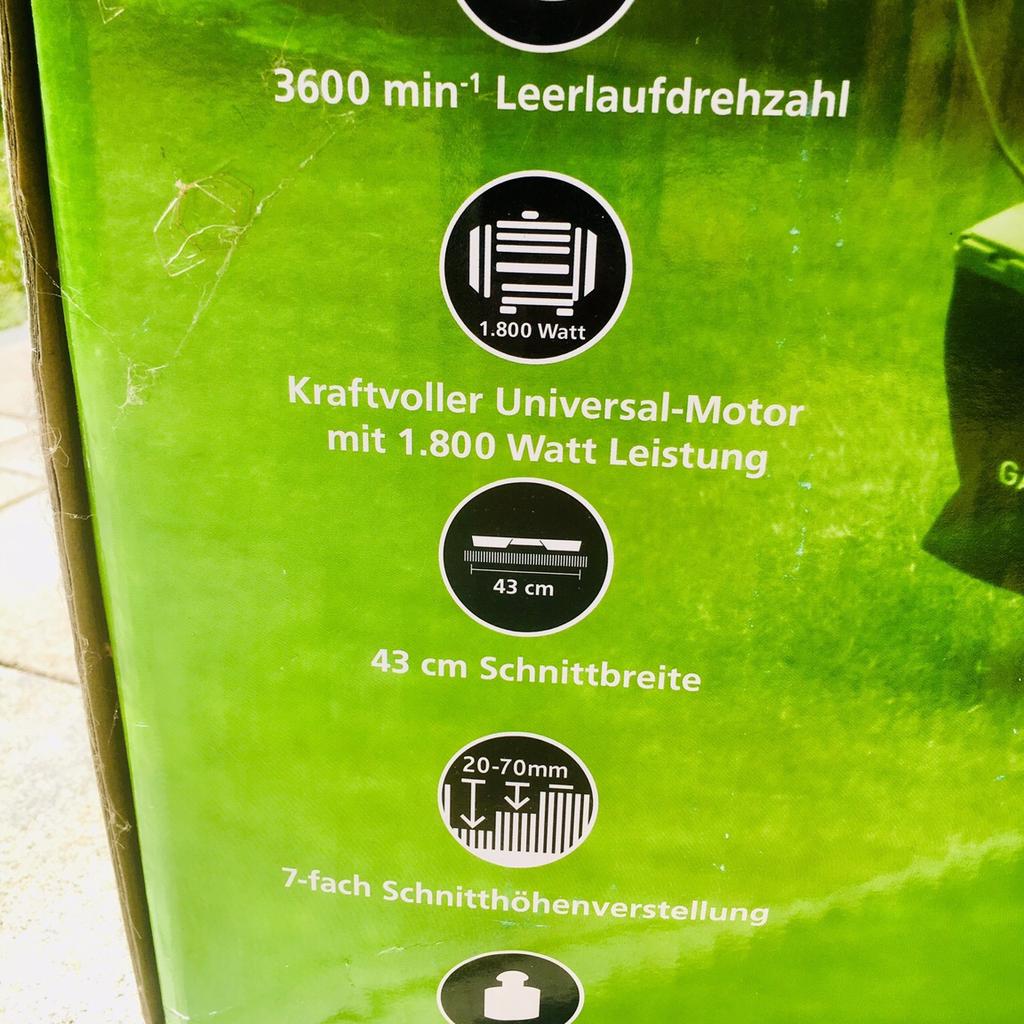 3600 min⁻¹ Leerlaufdrehzahl
1.800 Watt
Kraftvoller Universal-Motor
mit 1.800 Watt Leistung
43 cm
43 cm Schnittbreite
20-70mm
7-fach Schnitthöhenverstellung